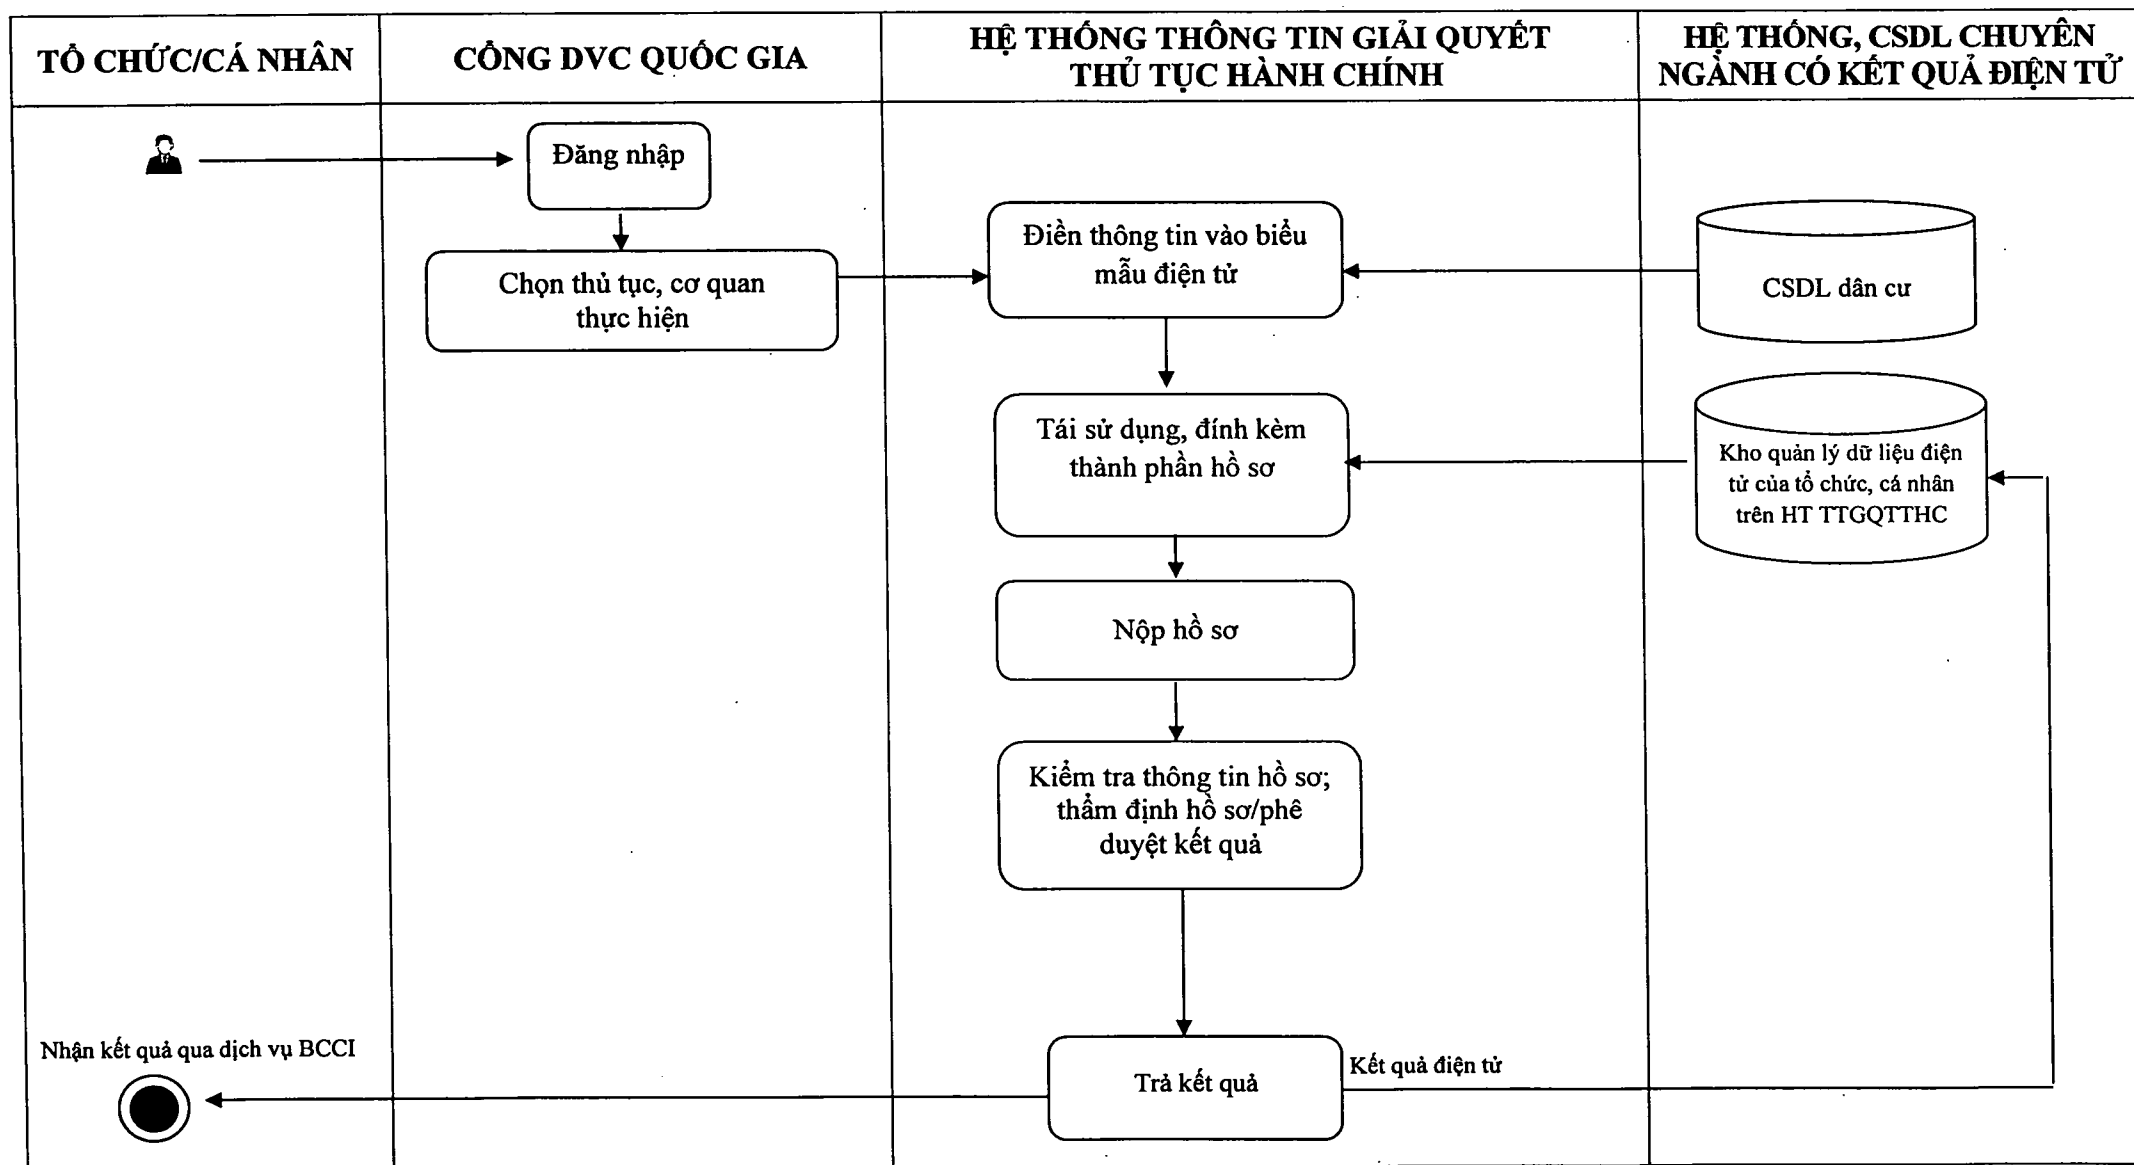 TỔ CHỨC/CÁ NHÂN
CỔNG DVC QUỐC GIA
HỆ THỐNG THÔNG TIN GIẢI QUYẾT
THỦ TỤC HÀNH CHÍNH
HỆ THỐNG, CSDL CHUYÊN
NGÀNH CÓ KẾT QUẢ ĐIỆN TỬ
Đăng nhập
Chọn thủ tục, cơ quan
thực hiện
Điền thông tin vào biểu
mẫu điện tử
CSDL dân cư
Tái sử dụng, đính kèm
thành phần hồ sơ
Kho quản lý dữ liệu điện
tử của tổ chức, cá nhân
trên HT TTGQTTHC
Nộp hồ sơ
Kiểm tra thông tin hồ sơ;
thẩm định hồ sơ/phê
duyệt kết quả
Nhận kết quả qua dịch vụ BCCI
Trả kết quả
Kết quả điện tử